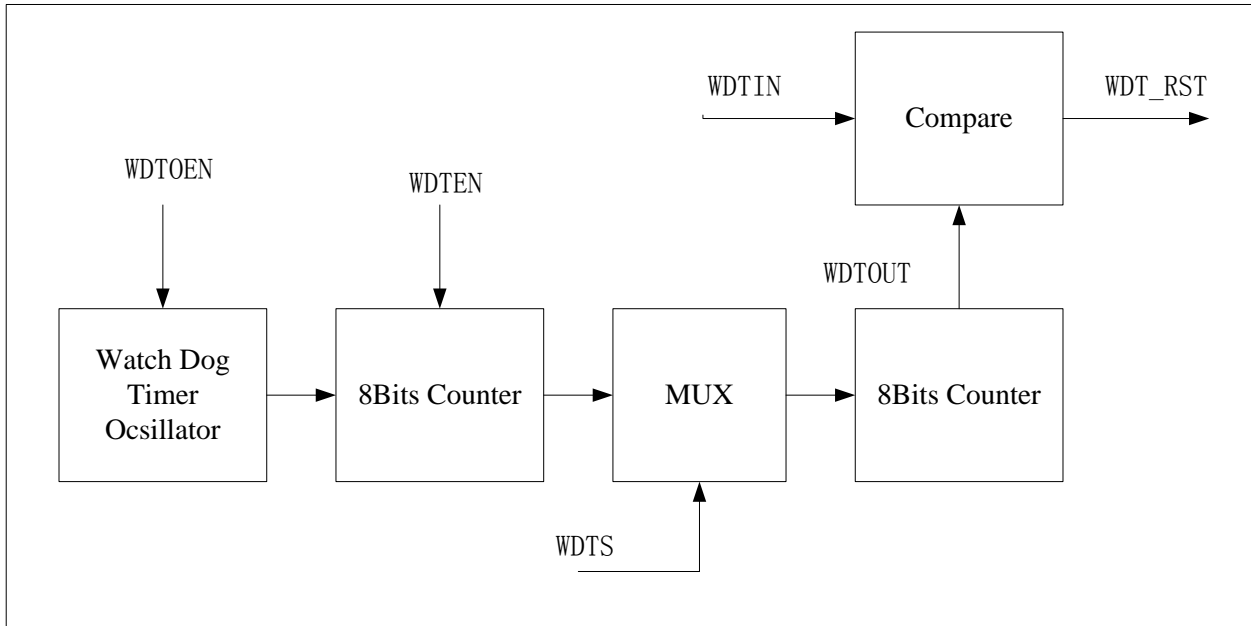 WDTIN
Compare
WDT_RST
WDTOEN
WDTEN
WDTOUT
Watch Dog
Timer
Ocsillator
8Bits Counter
MUX
8Bits Counter
WDTS